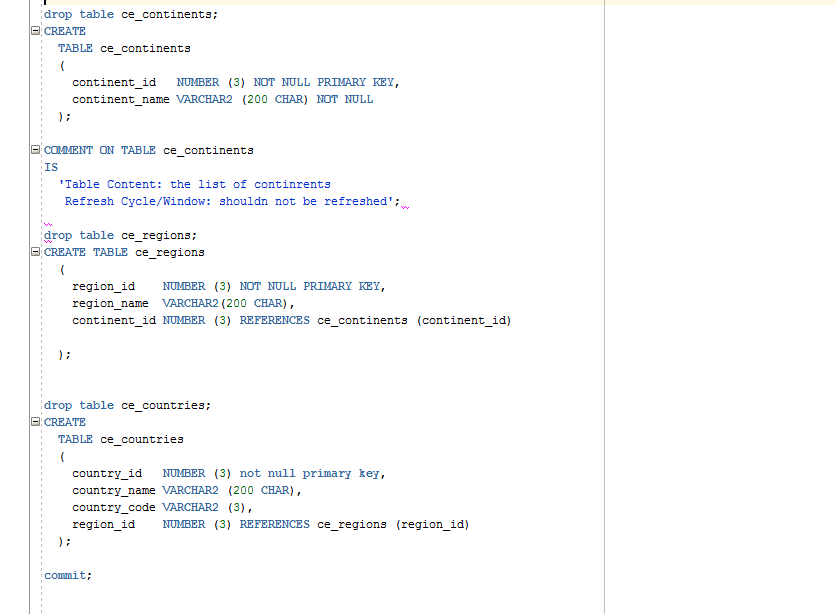 drop table ce_continents;
CREATE
  TABLE ce_continents
  (
    continent_id   NUMBER (3) NOT NULL PRIMARY KEY,
    continent_name VARCHAR2 (200 CHAR) NOT NULL
  );
COMMENT ON TABLE ce_continents
IS
  'Table Content: the list of continrents
   Refresh Cycle/Window: shouldn not be refreshed';
drop table ce_regions;
CREATE TABLE ce_regions
  (
    region_id    NUMBER (3) NOT NULL PRIMARY KEY,
    region_name  VARCHAR2(200 CHAR),
    continent_id NUMBER (3) REFERENCES ce_continents (continent_id)
  );
drop table ce_countries;
CREATE
  TABLE ce_countries
  (
    country_id   NUMBER (3) not null primary key,
    country_name VARCHAR2 (200 CHAR),
    country_code VARCHAR2 (3),
    region_id    NUMBER (3) REFERENCES ce_regions (region_id)
  );
commit;